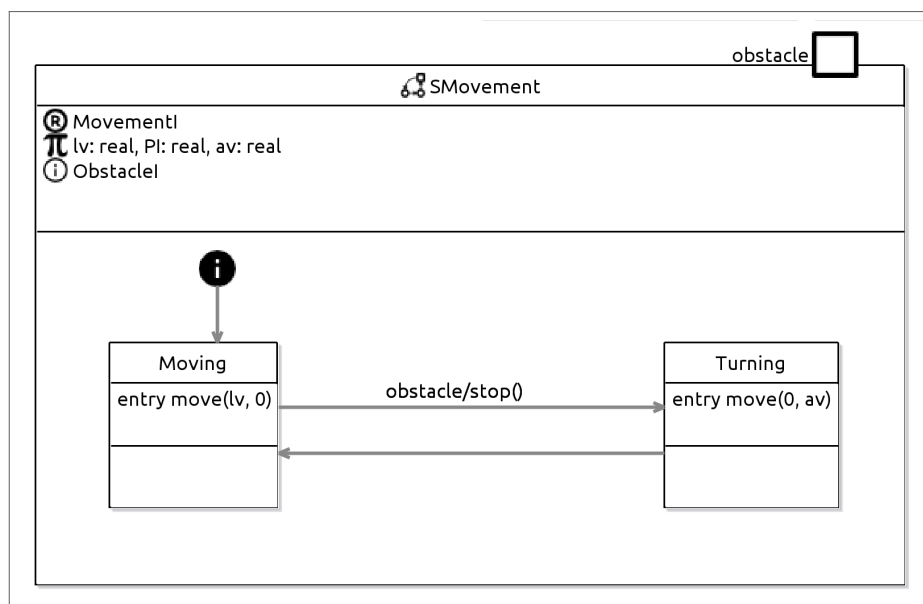 obstacle
SMovement
R MovementI
π lv: real, PI: real, av: real
i ObstacleI
i
Moving
entry move(lv, 0)
obstacle/stop()
Turning
entry move(0, av)